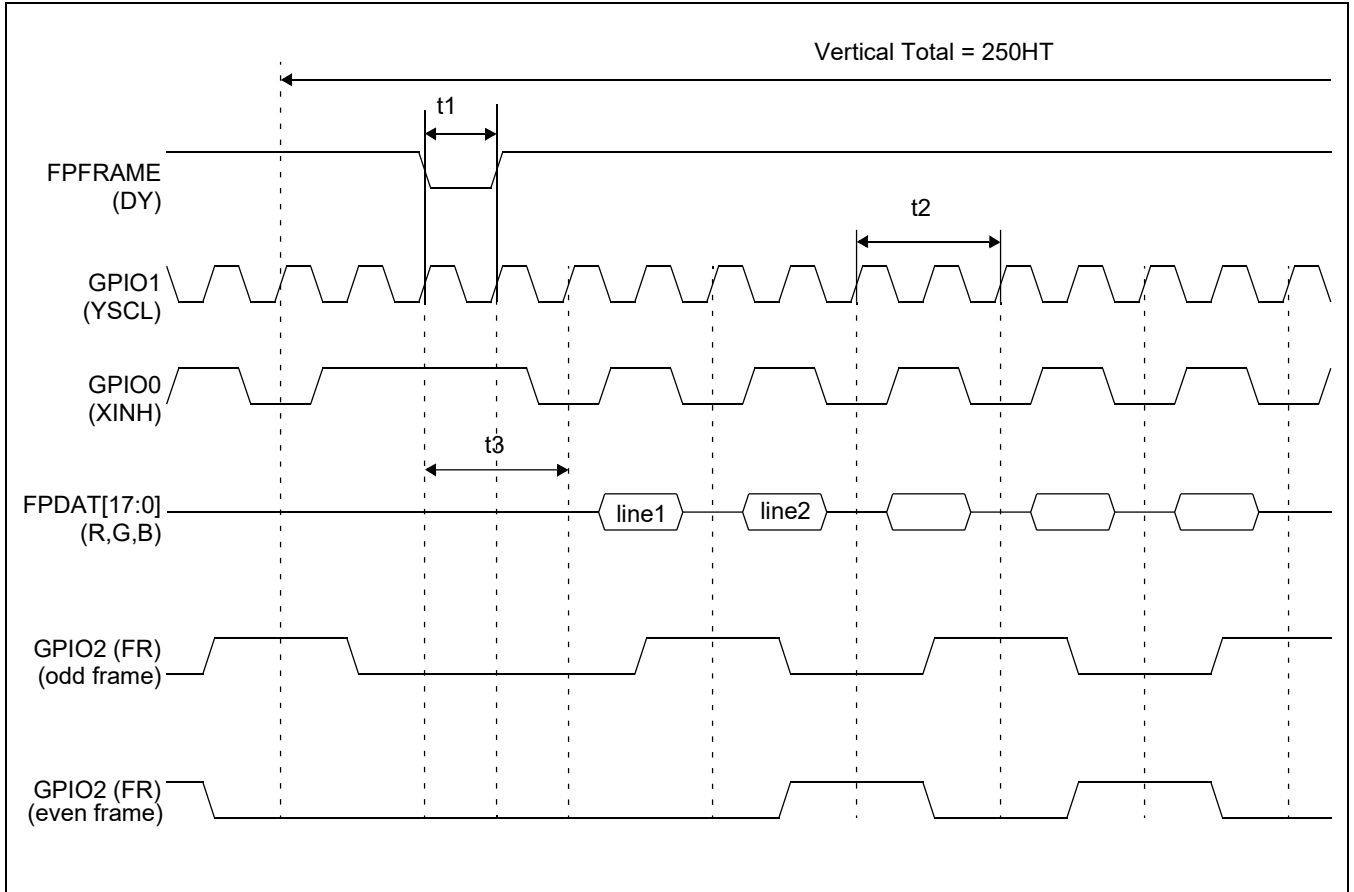 Vertical Total = 250HT
t1
FPFRAME
(DY)
t2
GPIO1
(YSCL)
GPIO0
(XINH)
t3
FPDAT[17:0]
(R,G,B)
line1
line2
GPIO2 (FR)
(odd frame)
GPIO2 (FR)
(even frame)